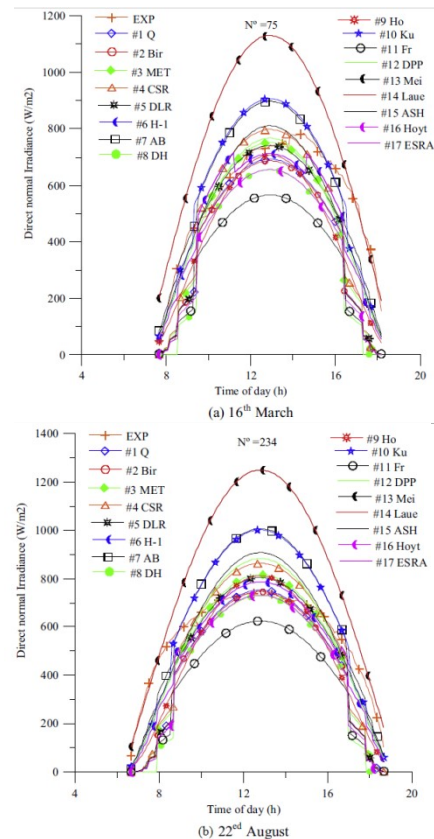 N° =75
EXP
#1 Q
#2 Bir
#3 MET
#4 CSR
#5 DLR
#6 H-1
#7 AB
#8 DH
#9 Ho
#10 Ku
#11 Fr
#12 DPP
#13 Mei
#14 Laue
#15 ASH
#16 Hoyt
#17 ESRA
Direct normal Irradiance (W/m2)
1200
1000
800
600
400
200
0
4 8 12 16 20
Time of day (h)
(a) 16th March
N° =234
EXP
#1 Q
#2 Bir
#3 MET
#4 CSR
#5 DLR
#6 H-1
#7 AB
#8 DH
#9 Ho
#10 Ku
#11 Fr
#12 DPP
#13 Mei
#14 Laue
#15 ASH
#16 Hoyt
#17 ESRA
Direct normal Irradiance (W/m2)
1400
1200
1000
800
600
400
200
0
4 8 12 16 20
Time of day (h)
(b) 22ed August